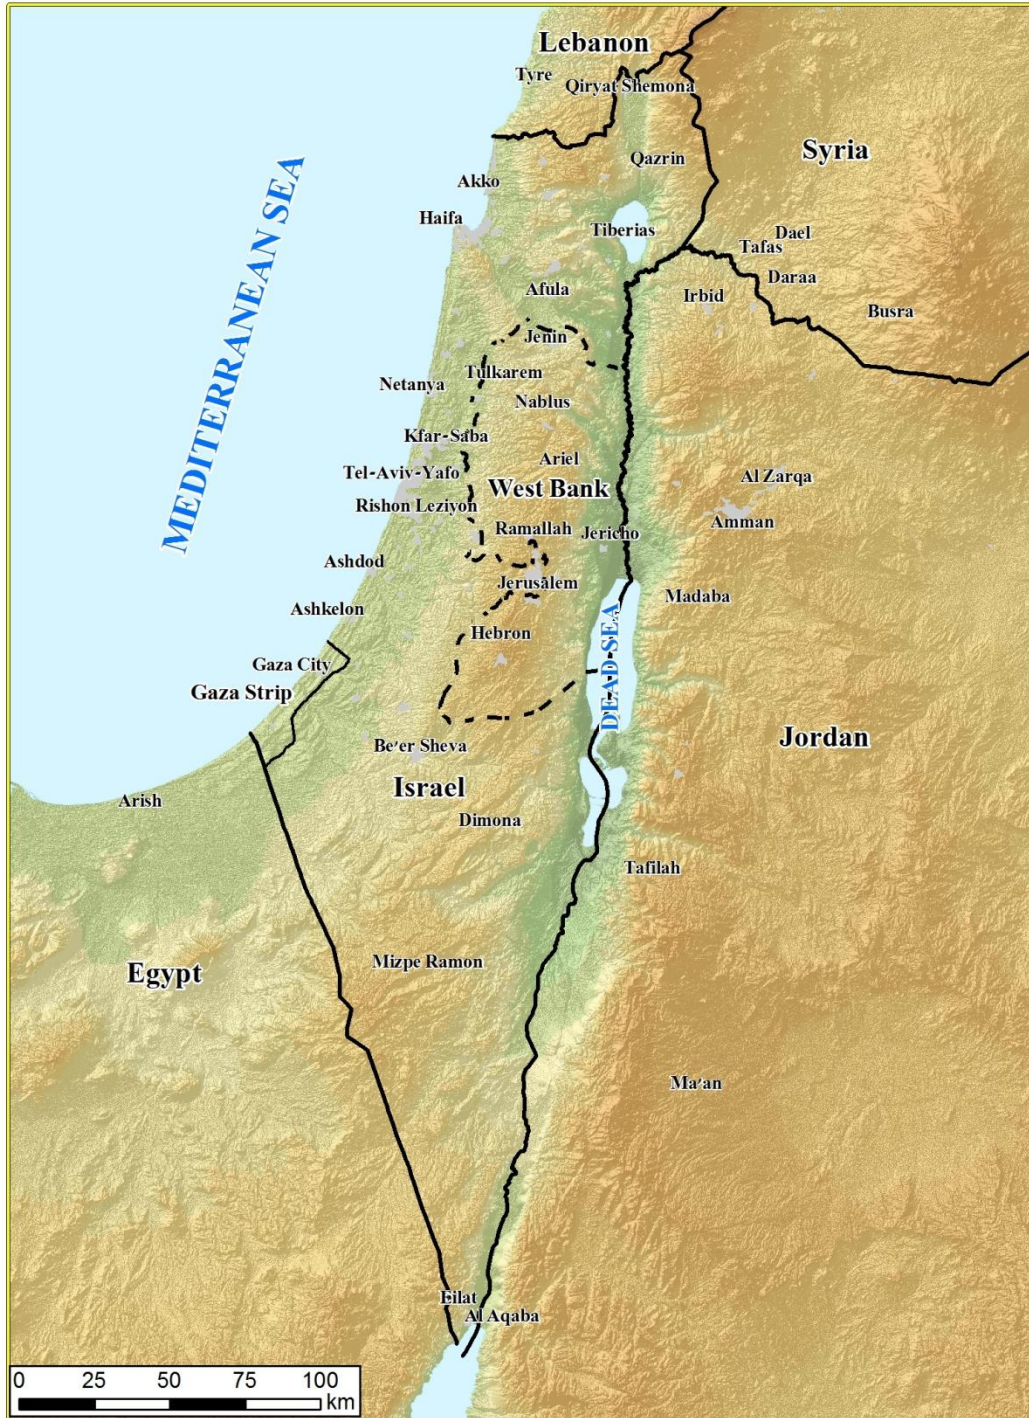 Lebanon
Tyre
Qiryat Shemona
Syria
Qazrin
Akko
Haifa
Tiberias
Dael
Tafas
Daraa
Afula
Irbid
Busra
MEDITERRANEAN SEA
Jenin
Tulkarem
Netanya
Nablus
Kfar-Saba
Ariel
Tel-Aviv-Yafo
Al Zarqa
West Bank
Rishon Leziyon
Amman
Ramallah
Jericho
Ashdod
Jerusalem
Madaba
Ashkelon
Hebron
DEAD SEA
Gaza City
Gaza Strip
Jordan
Be'er Sheva
Israel
Arish
Dimona
Tafilah
Mizpe Ramon
Egypt
Ma'an
Eilat
Al Aqaba
0 25 50 75 100
km